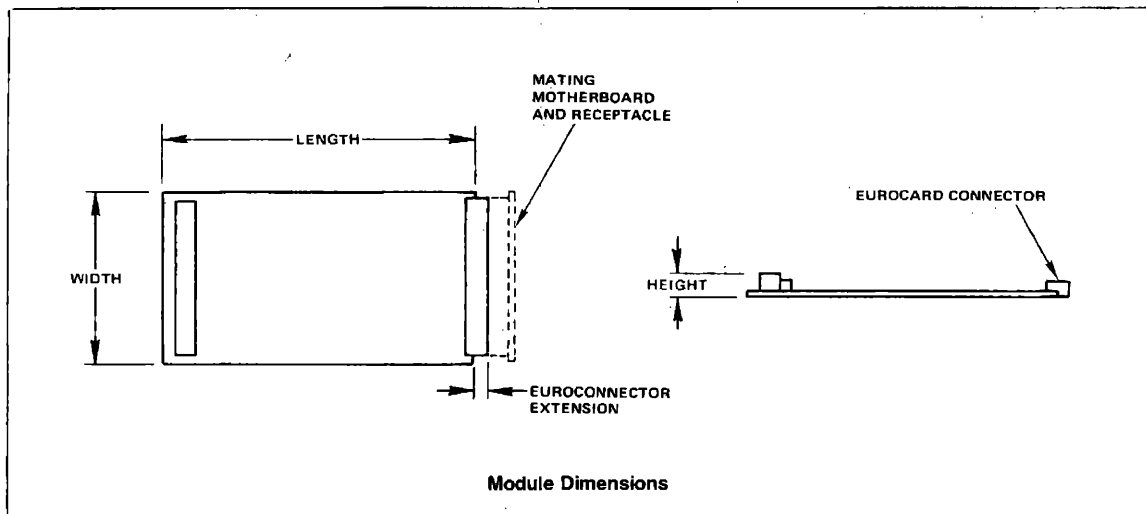 MATING
MOTHERBOARD
AND RECEPTACLE
LENGTH
EUROCARD CONNECTOR
WIDTH
HEIGHT
EUROCONNECTOR
EXTENSION
Module Dimensions